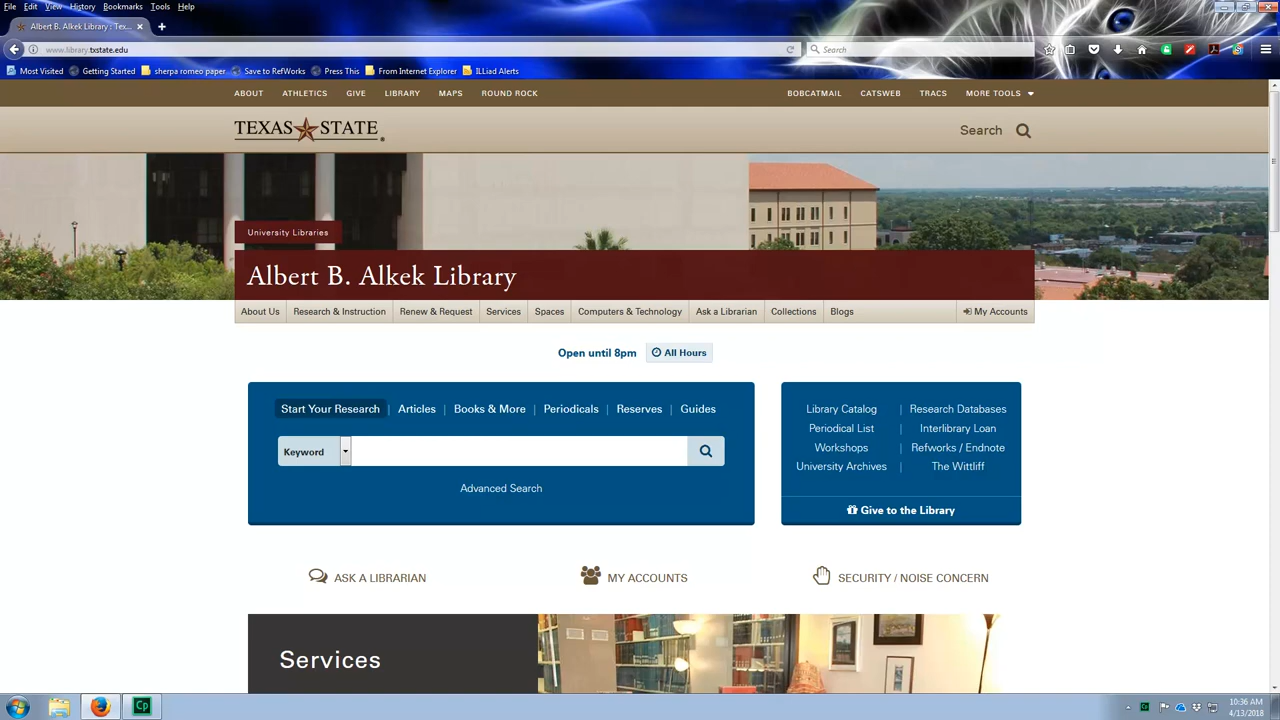 File Edit View History Bookmarks Tools Help
Albert B. Alkek Library : Tex...
www.library.txstate.edu
Search
Most Visited Getting Started sherpa romeo paper Save to RefWorks Press This From Internet Explorer ILLiad Alerts
ABOUT ATHLETICS GIVE LIBRARY MAPS ROUND ROCK BOBCATMAIL CATSWEB TRACS MORE TOOLS
TEXAS STATE
Search
University Libraries
Albert B. Alkek Library
About Us Research & Instruction Renew & Request Services Spaces Computers & Technology Ask a Librarian Collections Blogs My Accounts
Open until 8pm All Hours
Start Your Research | Articles | Books & More | Periodicals | Reserves | Guides
Keyword
Advanced Search
Library Catalog | Research Databases
Periodical List | Interlibrary Loan
Workshops | Refworks / Endnote
University Archives | The Wittliff
Give to the Library
ASK A LIBRARIAN MY ACCOUNTS SECURITY / NOISE CONCERN
Services
Cp
10:36 AM
4/13/2018